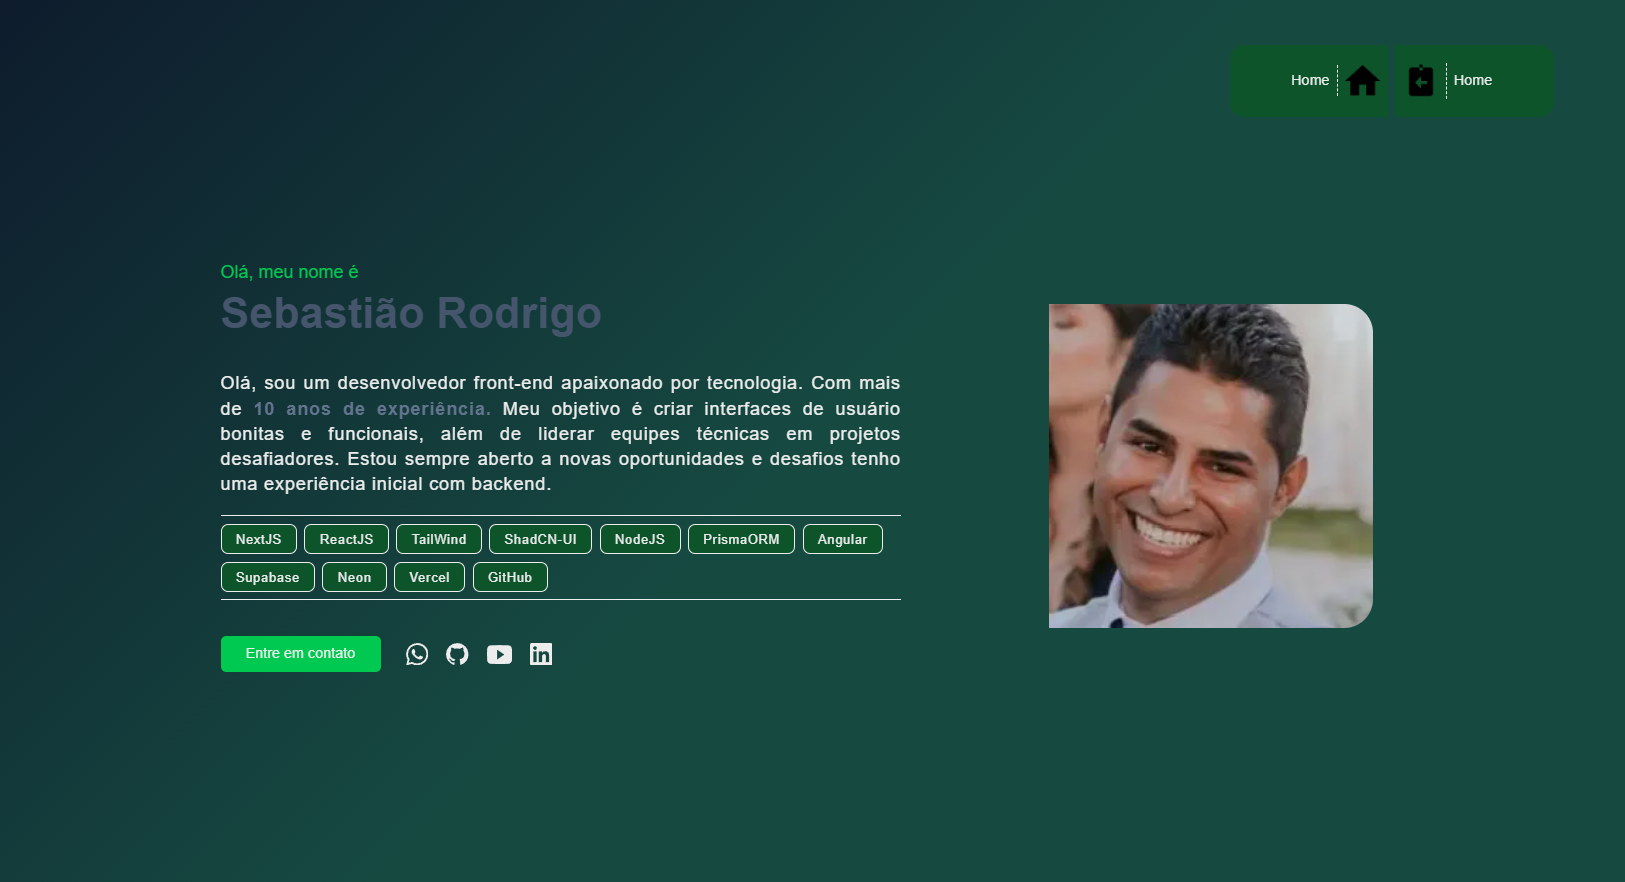 Home
Home
Olá, meu nome é
Sebastião Rodrigo
Olá, sou um desenvolvedor front-end apaixonado por tecnologia. Com mais
de 10 anos de experiência. Meu objetivo é criar interfaces de usuário
bonitas e funcionais, além de liderar equipes técnicas em projetos
desafiadores. Estou sempre aberto a novas oportunidades e desafios tenho
uma experiência inicial com backend.
NextJS ReactJS TailWind ShadCN-UI NodeJS PrismaORM Angular
Supabase Neon Vercel GitHub
Entre em contato
in